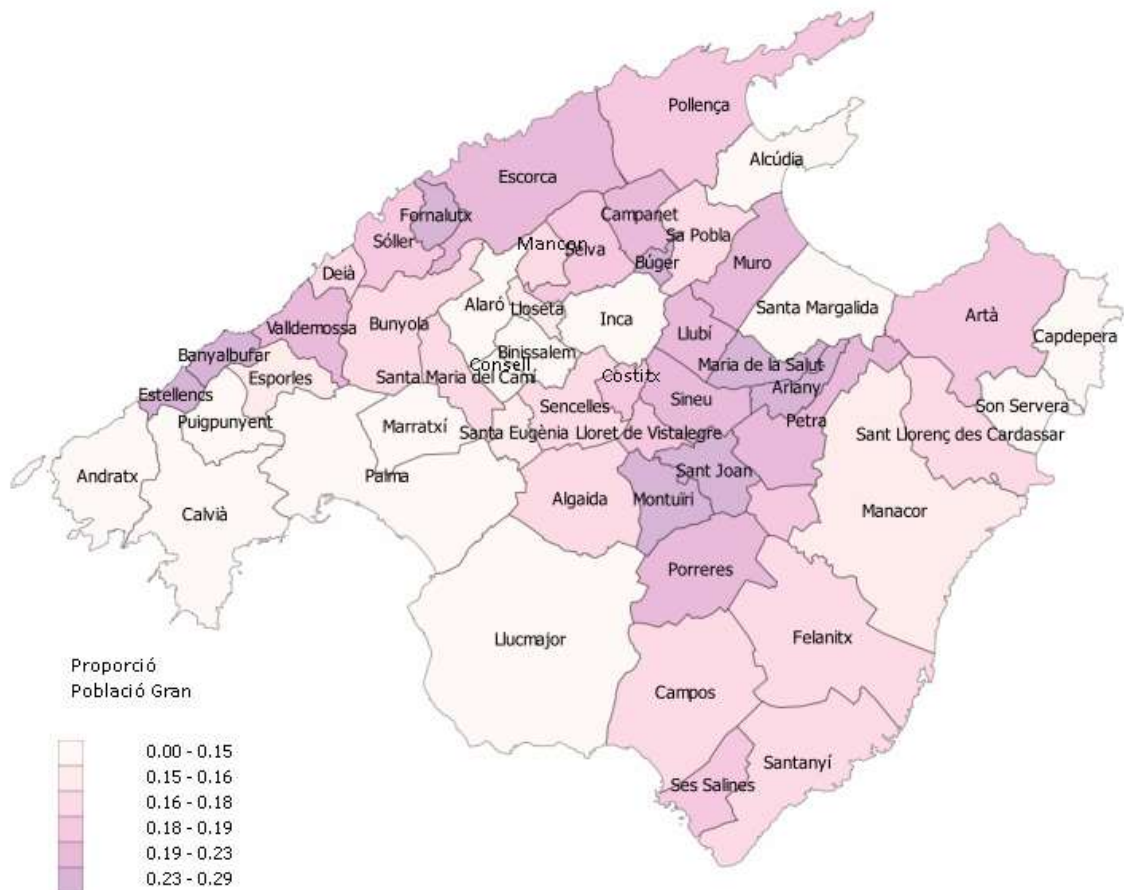 Pollença
Alcúdia
Escorca
Fornalutx
Campanet
Sa Pobla
Sóller
Mancon
Selva
Búger
Muro
Deià
Alaró
Lloseta
Inca
Santa Margalida
Artà
Bunyola
Llubí
Capdepera
Valldemossa
Banyalbufar
Binissalem
Consell
Maria de la Salut
Esporles
Santa Maria del Camí
Costitx
Ariany
Estellencs
Sencelles
Sineu
Son Servera
Puigpunyent
Marratxí
Santa Eugènia
Lloret de Vistalegre
Petra
Sant Llorenç des Cardassar
Andratx
Palma
Sant Joan
Algaida
Montuïri
Calvià
Manacor
Porreres
Llucmajor
Felanitx
Campos
Santanyí
Ses Salines
Proporció
Població Gran
0.00 - 0.15
0.15 - 0.16
0.16 - 0.18
0.18 - 0.19
0.19 - 0.23
0.23 - 0.29